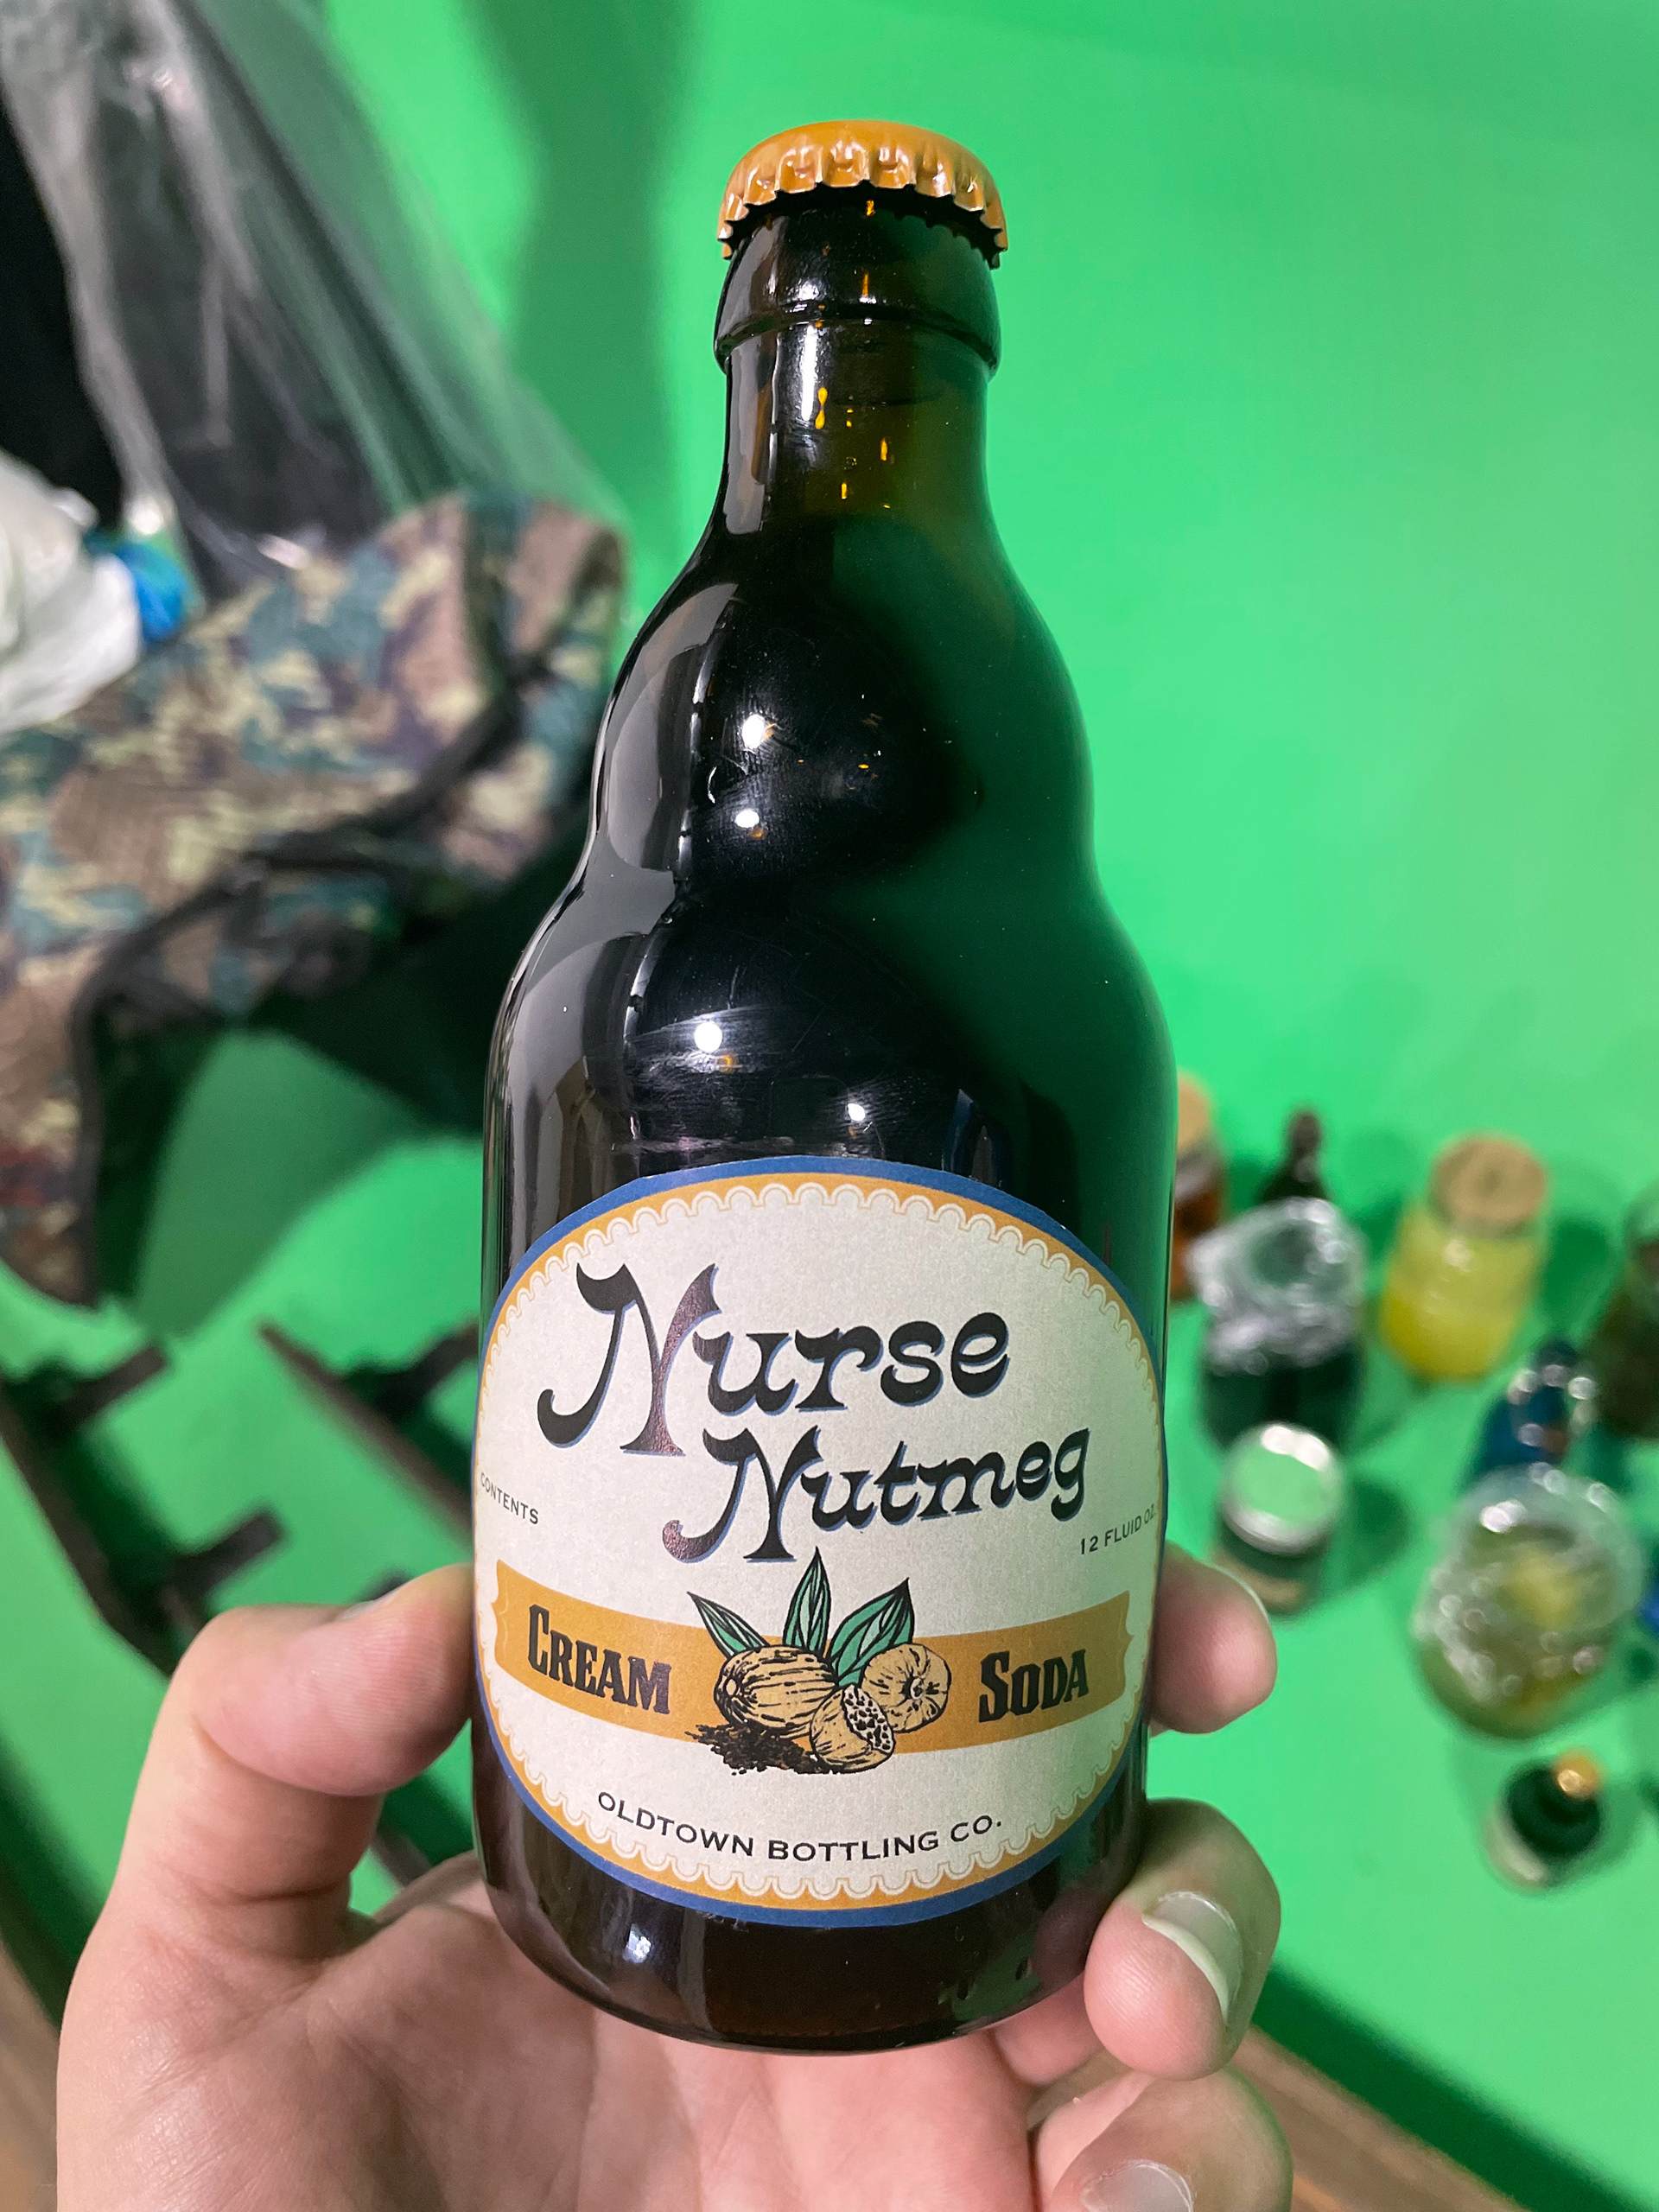 Nurse
Nutmeg
CONTENTS
12 FLUID OZ.
CREAM SODA
OLDTOWN BOTTLING CO.